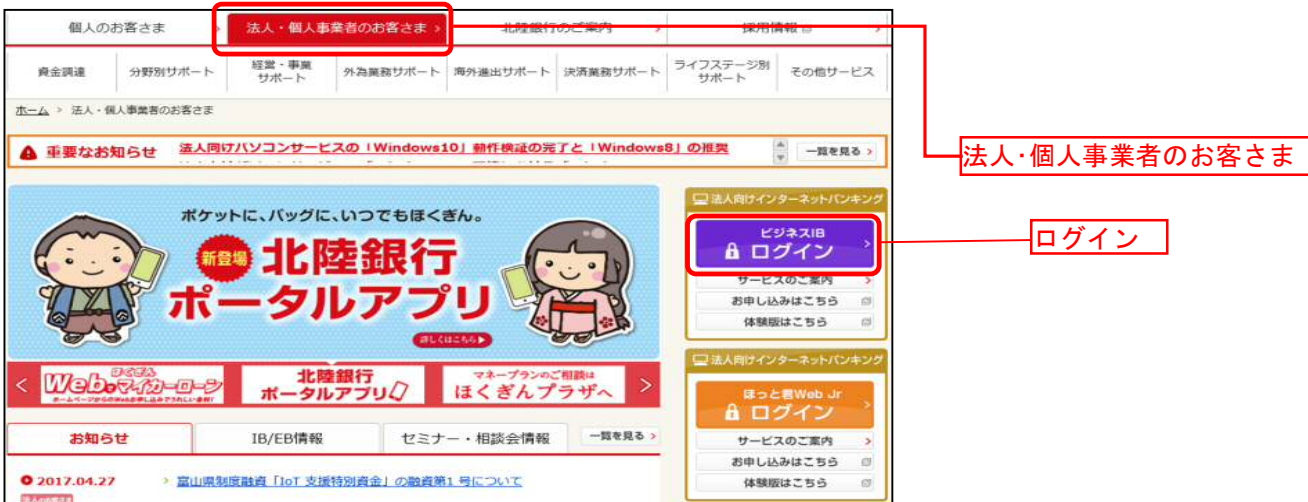 個人のお客さま
法人・個人事業者のお客さま
北陸銀行のご案内
採用情報
資金調達
分野別サポート
経営・事業
サポート
外為業務サポート
海外進出サポート
決済業務サポート
ライフステージ別
サポート
その他サービス
ホーム > 法人・個人事業者のお客さま
重要なお知らせ
法人向けパソコンサービスの「Windows10」動作検証の完了と「Windows8」の推奨
一覧を見る
法人・個人事業者のお客さま
ポケットに、バッグに、いつでもほくぎん。
新登場
北陸銀行
ポータルアプリ
詳しくはこちら
法人向けインターネットバンキング
ビジネスIB
ログイン
ログイン
サービスのご案内
お申し込みはこちら
体験版はこちら
法人向けインターネットバンキング
ほっと君Web Jr
ログイン
サービスのご案内
お申し込みはこちら
体験版はこちら
ほくぎん
Webでマイカーローン
北陸銀行
ポータルアプリ
マネープランのご相談は
ほくぎんプラザへ
お知らせ
IB/EB情報
セミナー・相談会情報
一覧を見る
2017.04.27
富山県制度融資「IoT 支援特別資金」の融資第1 号について
法人のお客さま